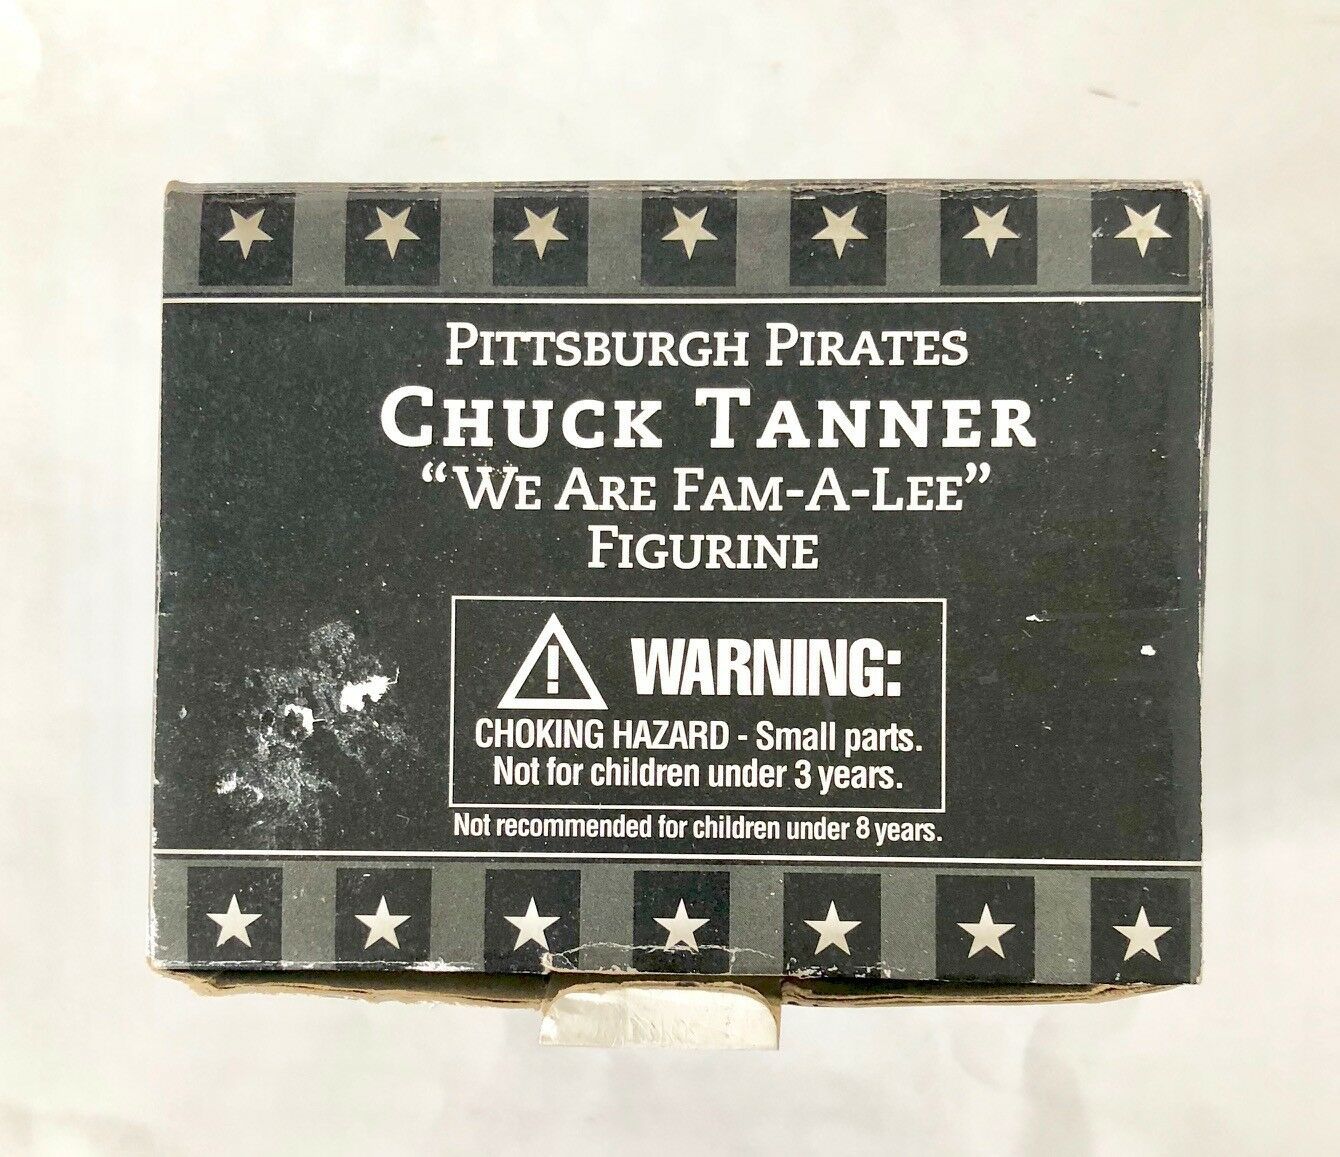 PITTSBURGH PIRATES
CHUCK TANNER
“WE ARE FAM-A-LEE”
FIGURINE
WARNING:
CHOKING HAZARD - Small parts.
Not for children under 3 years.
Not recommended for children under 8 years.